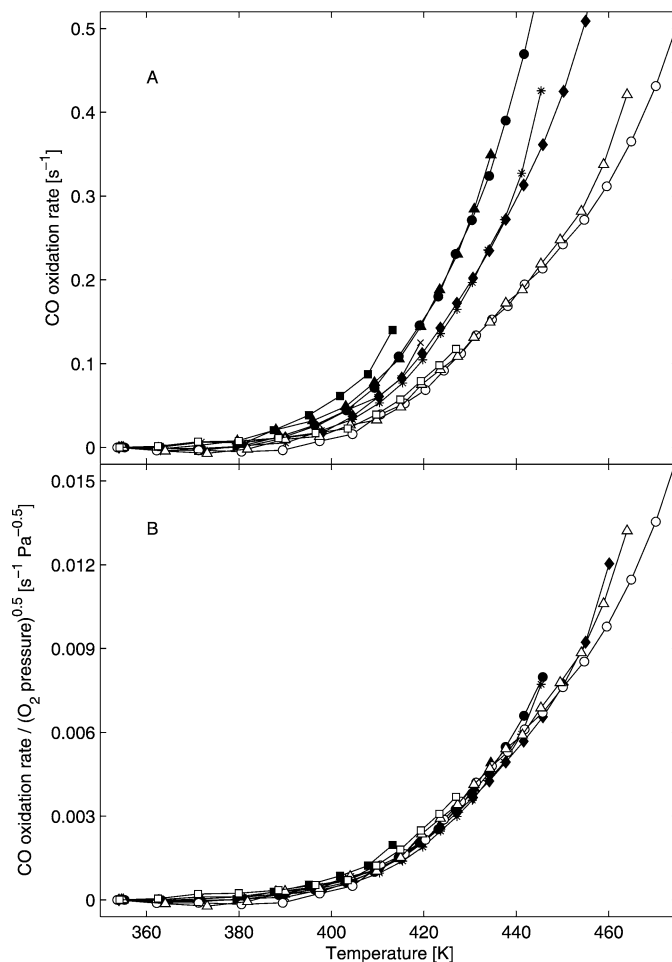 0.5
A
0.4
0.3
0.2
0.1
0
CO oxidation rate [s⁻¹]
0.015
B
0.012
0.009
0.006
0.003
0
CO oxidation rate / (O₂ pressure)⁰·⁵ [s⁻¹ Pa⁻⁰·⁵]
360 380 400 420 440 460
Temperature [K]